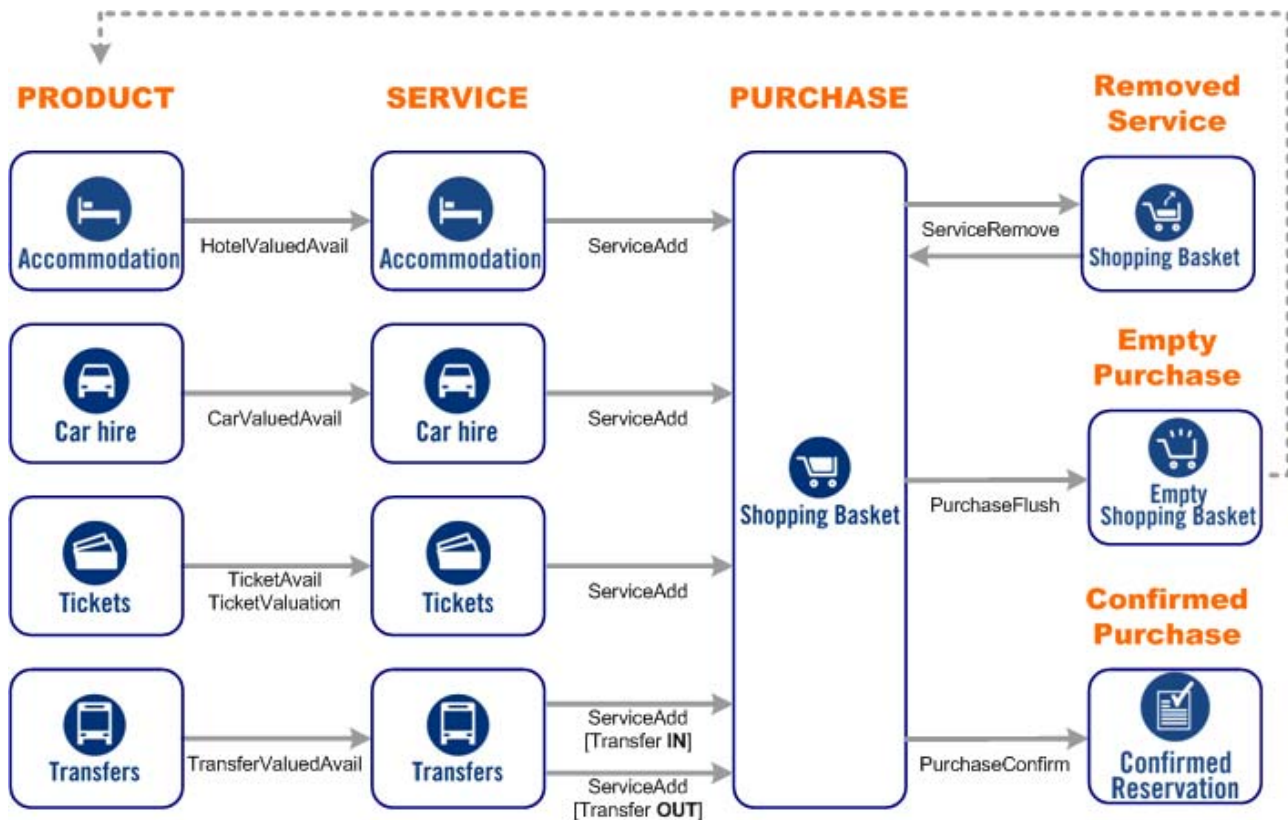 PRODUCT
SERVICE
PURCHASE
Removed
Service
Accommodation
HotelValuedAvail
Accommodation
ServiceAdd
ServiceRemove
Shopping Basket
Car hire
CarValuedAvail
Car hire
ServiceAdd
Shopping Basket
Empty
Purchase
PurchaseFlush
Empty
Shopping Basket
Tickets
TicketAvail
TicketValuation
Tickets
ServiceAdd
Confirmed
Purchase
Transfers
TransferValuedAvail
Transfers
ServiceAdd
[Transfer IN]
ServiceAdd
[Transfer OUT]
PurchaseConfirm
Confirmed
Reservation